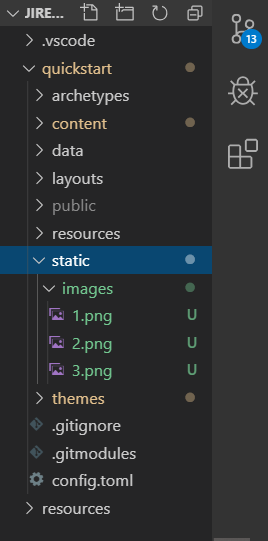 JIRE...
13
.vscode
quickstart
archetypes
content
data
layouts
public
resources
static
images
1.png U
2.png U
3.png U
themes
.gitignore
.gitmodules
config.toml
resources